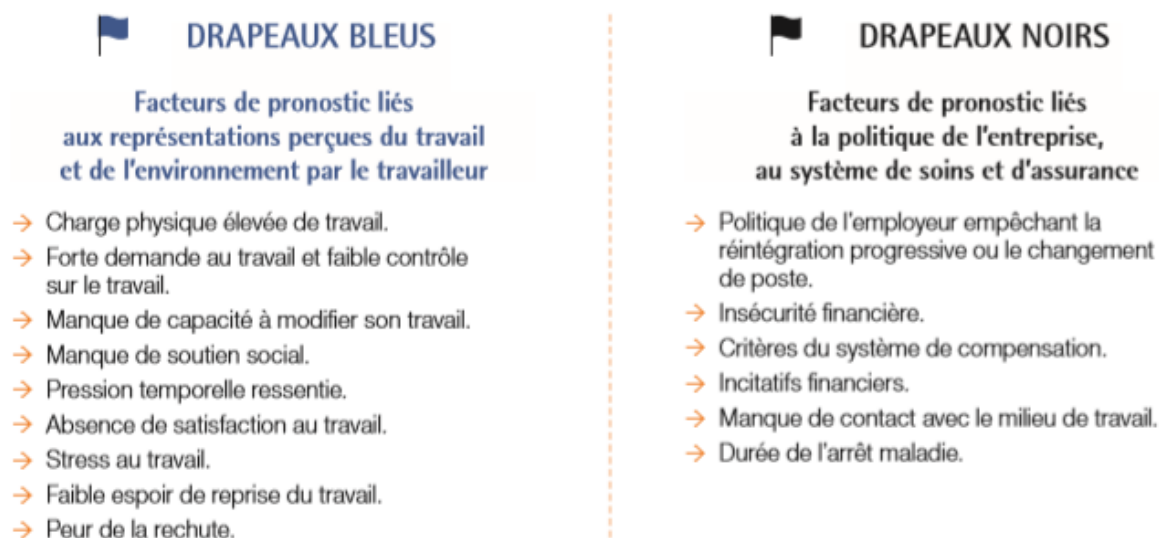 DRAPEAUX BLEUS
Facteurs de pronostic liés
aux représentations perçues du travail
et de l'environnement par le travailleur
→ Charge physique élevée de travail.
→ Forte demande au travail et faible contrôle
sur le travail.
→ Manque de capacité à modifier son travail.
→ Manque de soutien social.
→ Pression temporelle ressentie.
→ Absence de satisfaction au travail.
→ Stress au travail.
→ Faible espoir de reprise du travail.
→ Peur de la rechute.
DRAPEAUX NOIRS
Facteurs de pronostic liés
à la politique de l'entreprise,
au système de soins et d'assurance
→ Politique de l'employeur empêchant la
réintégration progressive ou le changement
de poste.
→ Insécurité financière.
→ Critères du système de compensation.
→ Incitatifs financiers.
→ Manque de contact avec le milieu de travail.
→ Durée de l'arrêt maladie.